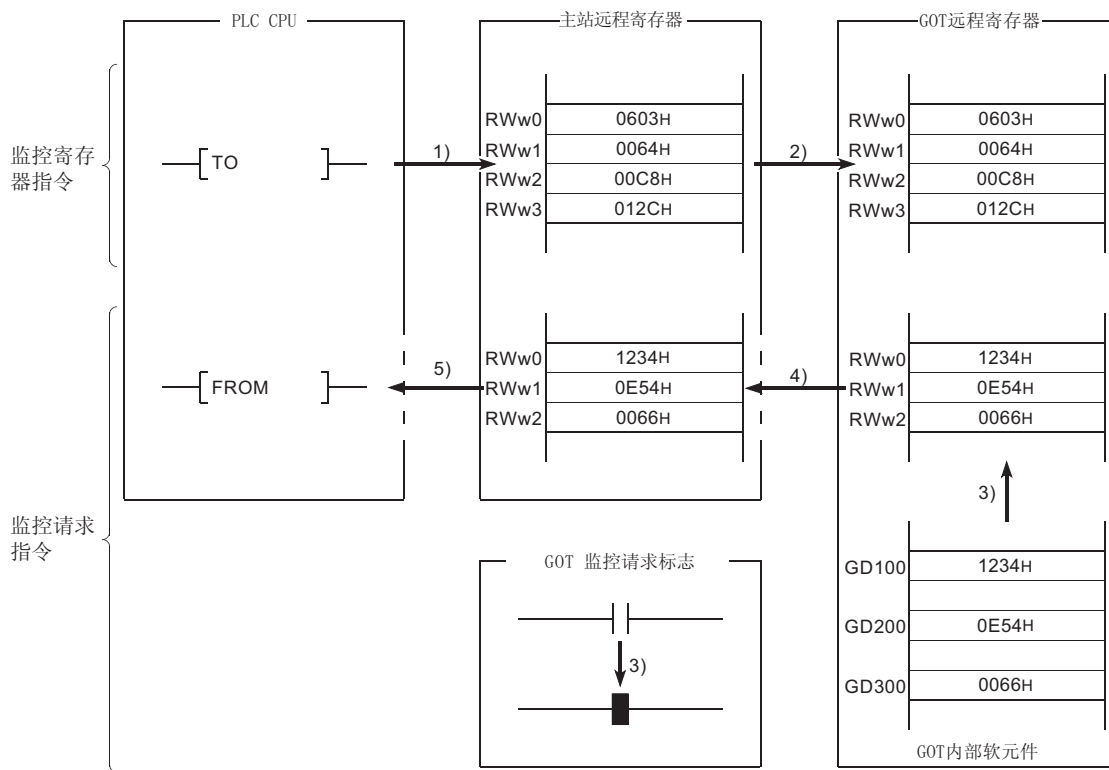 PLC CPU
主站远程寄存器
GOT远程寄存器
监控寄存
器指令
TO
1)
RWw0 0603H
RWw1 0064H
RWw2 00C8H
RWw3 012CH
2)
RWw0 0603H
RWw1 0064H
RWw2 00C8H
RWw3 012CH
监控请求
指令
FROM
5)
RWw0 1234H
RWw1 0E54H
RWw2 0066H
4)
RWw0 1234H
RWw1 0E54H
RWw2 0066H
3)
GOT 监控请求标志
3)
GD100 1234H
GD200 0E54H
GD300 0066H
GOT内部软元件